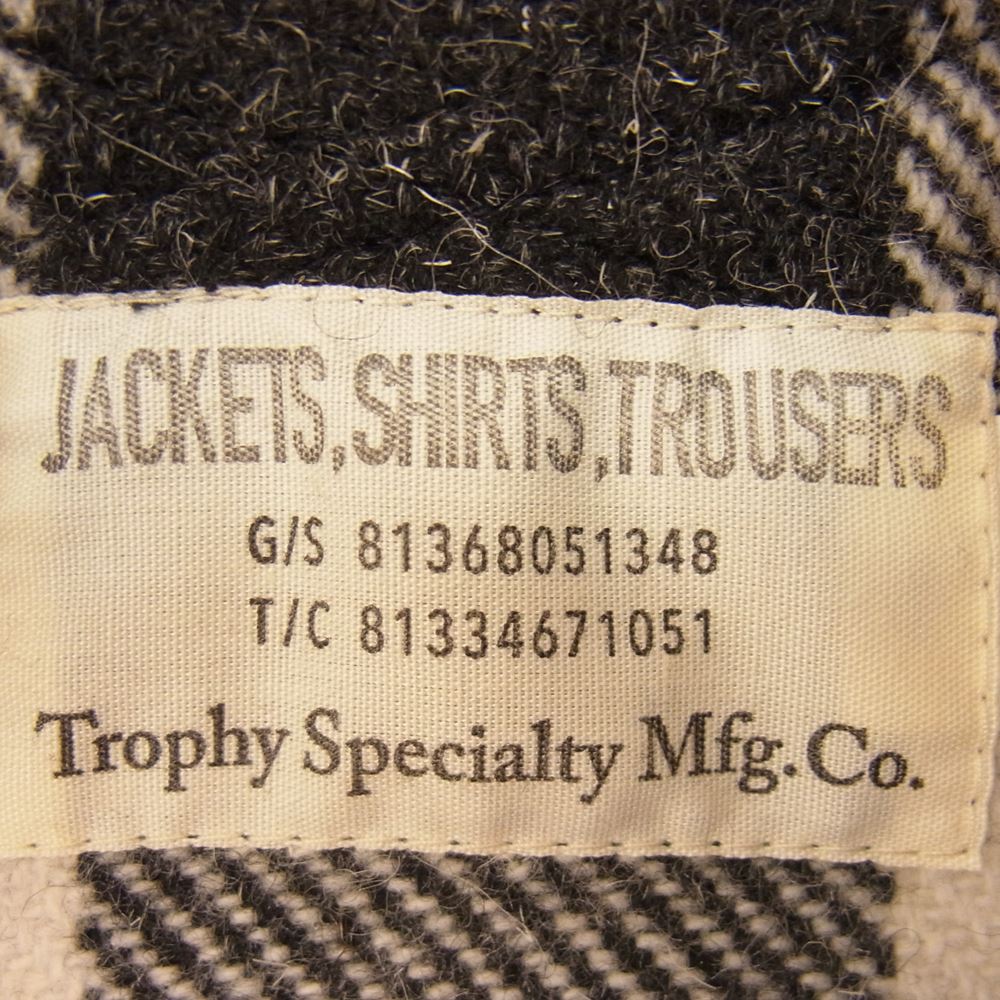 JACKETS,SHIRTS,TROUSERS
G/S 81368051348
T/C 81334671051
Trophy Specialty Mfg.Co.